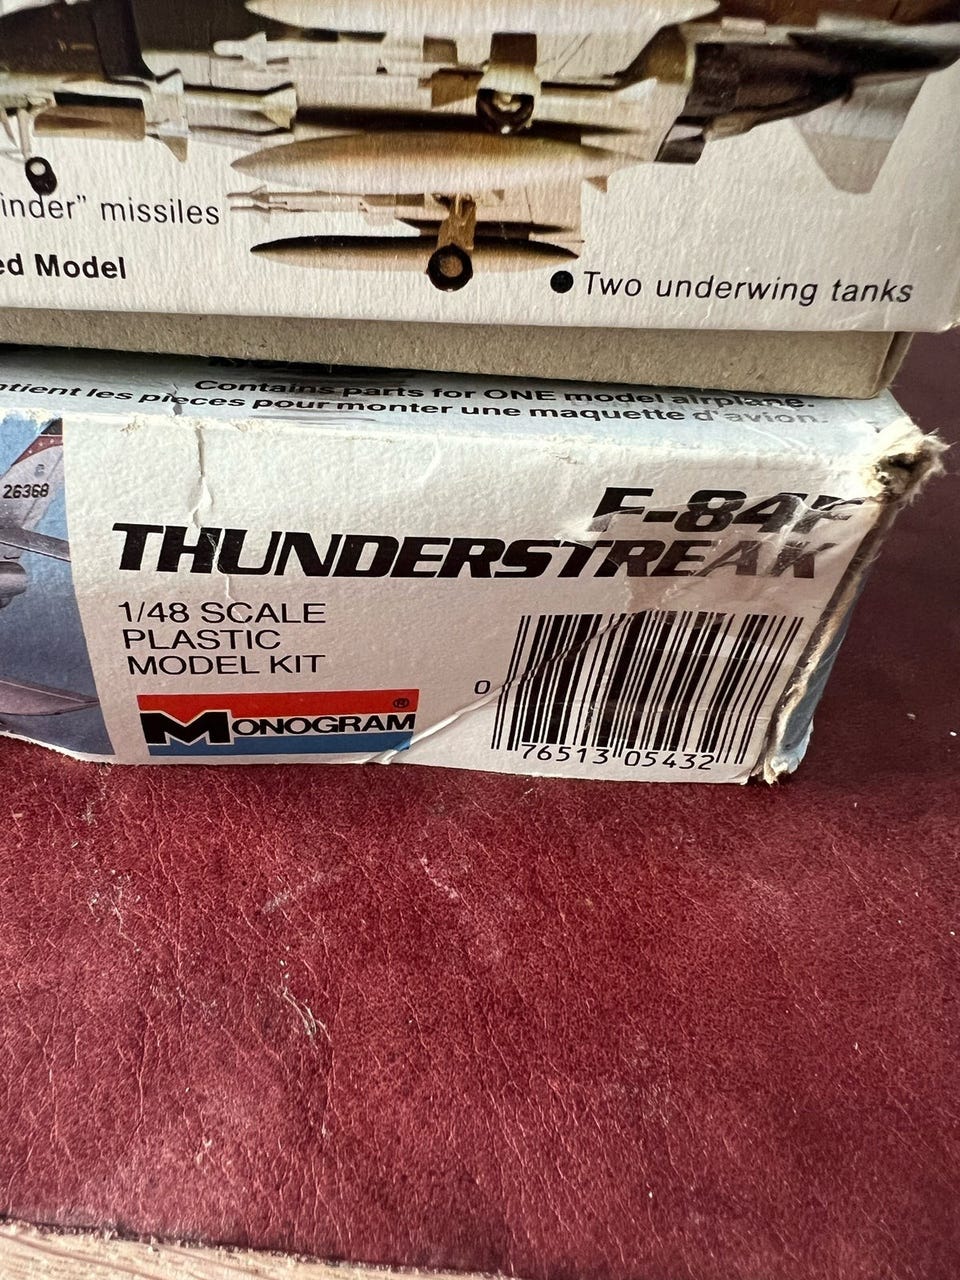 inder" missiles
ed Model
● Two underwing tanks
Contains parts for ONE model airplane.
ntient les pièces pour monter une maquette d'avion.
26368
F-84F
THUNDERSTREAK
1/48 SCALE
PLASTIC
MODEL KIT
MONOGRAM®
0 76513 05432